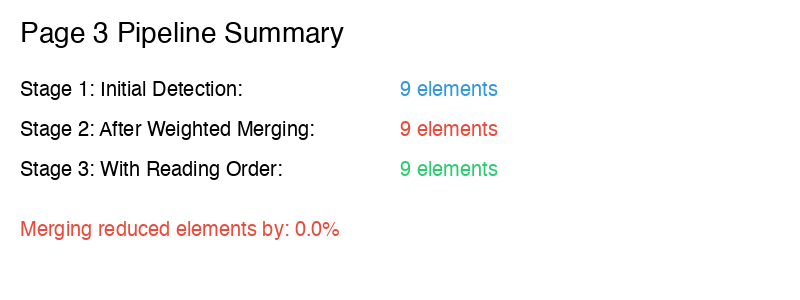 Page 3 Pipeline Summary
Stage 1: Initial Detection: 9 elements
Stage 2: After Weighted Merging: 9 elements
Stage 3: With Reading Order: 9 elements
Merging reduced elements by: 0.0%